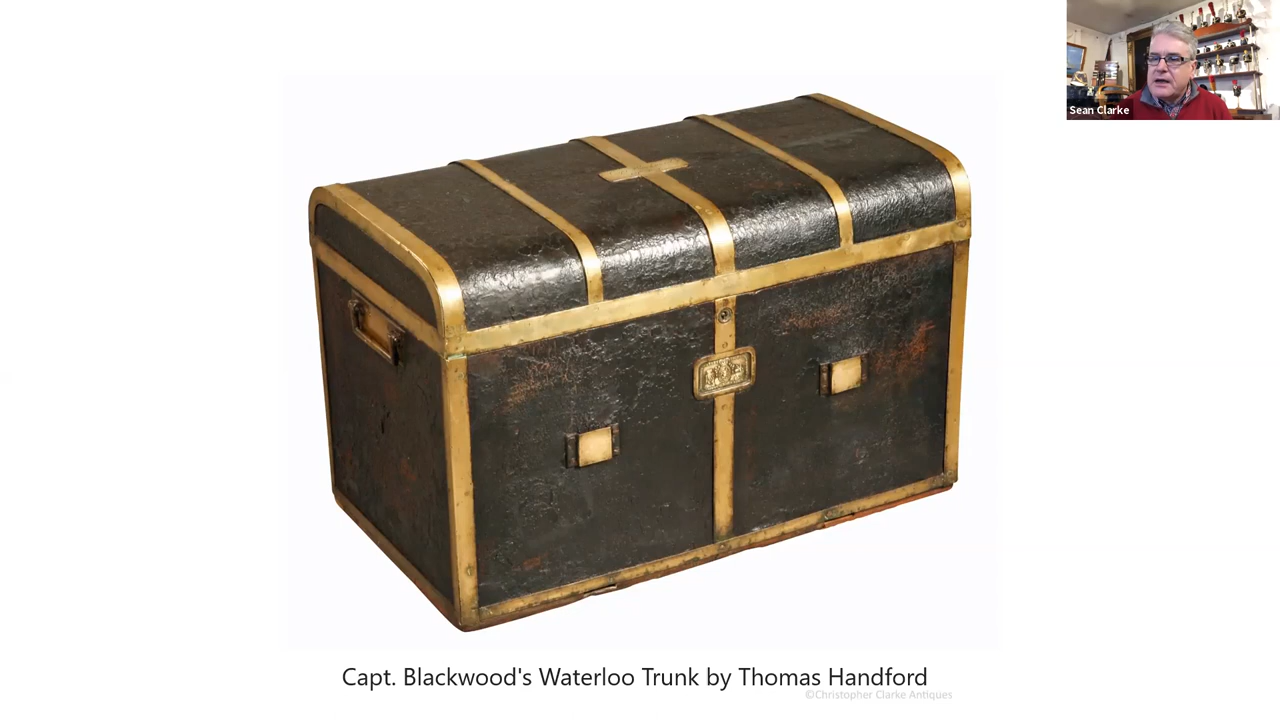 Sean Clarke
Capt. Blackwood's Waterloo Trunk by Thomas Handford
©Christopher Clarke Antiques